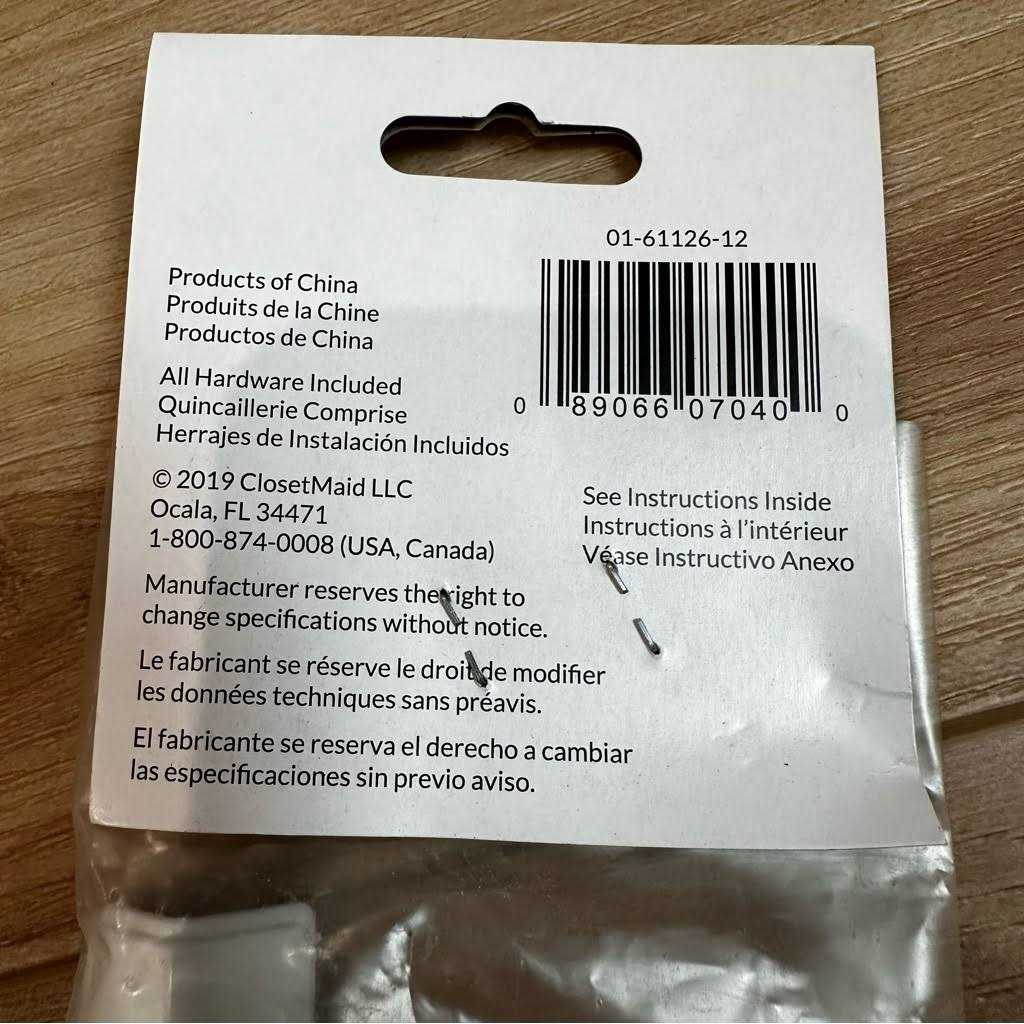 01-61126-12
0 89066 07040 0
Products of China
Produits de la Chine
Productos de China
All Hardware Included
Quincaillerie Comprise
Herrajes de Instalación Incluidos
© 2019 ClosetMaid LLC
Ocala, FL 34471
1-800-874-0008 (USA, Canada)
See Instructions Inside
Instructions à l'intérieur
Véase Instructivo Anexo
Manufacturer reserves the right to
change specifications without notice.
Le fabricant se réserve le droit de modifier
les données techniques sans préavis.
El fabricante se reserva el derecho a cambiar
las especificaciones sin previo aviso.